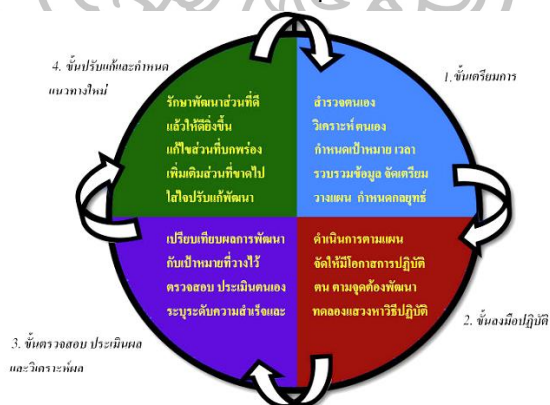 1.ขั้นเตรียมการ
สำรวจตนเอง
วิเคราะห์ตนเอง
กำหนดเป้าหมาย เวลา
รวบรวมข้อมูล จัดเตรียม
วางแผน กำหนดกลยุทธ์
2. ขั้นลงมือปฏิบัติ
ดำเนินการตามแผน
จัดให้มีโอกาสการปฏิบัติ
ตน ตามจุดต้องพัฒนา
ทดลองแสวงหาวิธีปฏิบัติ
3. ขั้นตรวจสอบ ประเมินผล
และวิเคราะห์ผล
เปรียบเทียบผลการพัฒนา
กับเป้าหมายที่วางไว้
ตรวจสอบ ประเมินตนเอง
ระบุระดับความสำเร็จและ
4. ขั้นปรับแก้และกำหนด
แนวทางใหม่
รักษาพัฒนาส่วนที่ดี
แล้วให้ดียิ่งขึ้น
แก้ไขส่วนที่บกพร่อง
เพิ่มเติมส่วนที่ขาดไป
ใส่ใจปรับแก้พัฒนา